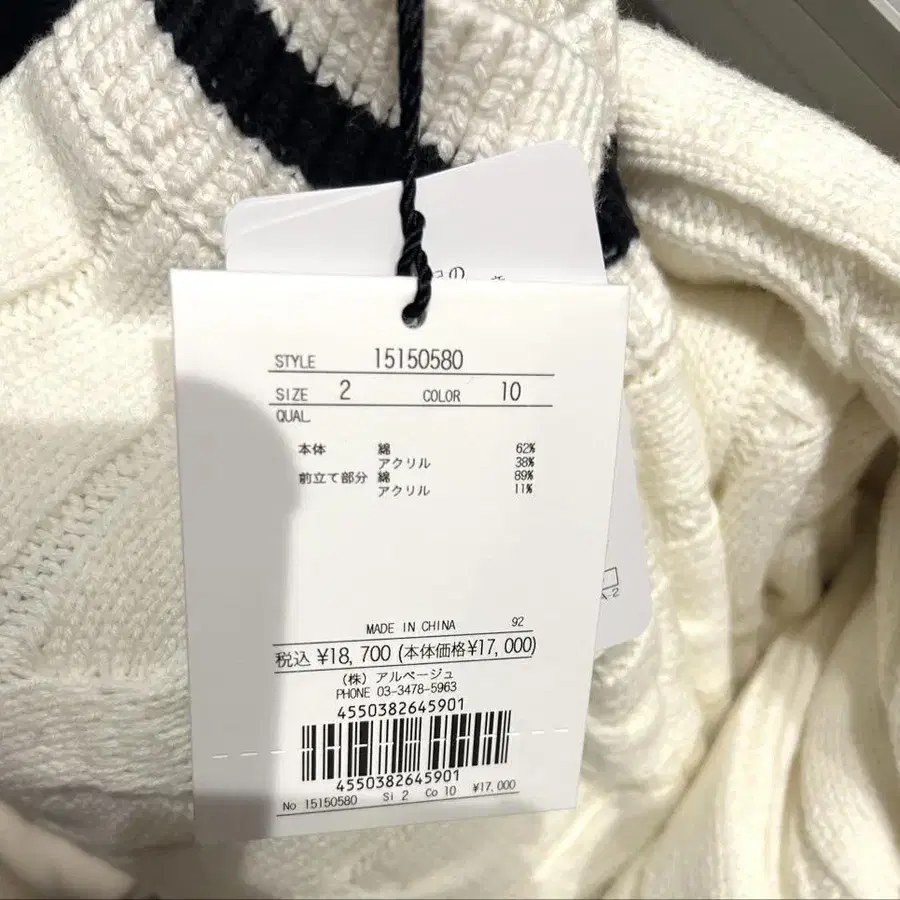 の
STYLE 15150580
SIZE 2 COLOR 10
QUAL
本体 綿 62%
アクリル 38%
前立て部分 綿 89%
アクリル 11%
MADE IN CHINA 92
税込 ¥18,700 (本体価格¥17,000)
(株) アルページュ
PHONE 03-3478-5963
4550382645901
4550382645901
No 15150580 Si 2 Co 10 ¥17,000
A-2